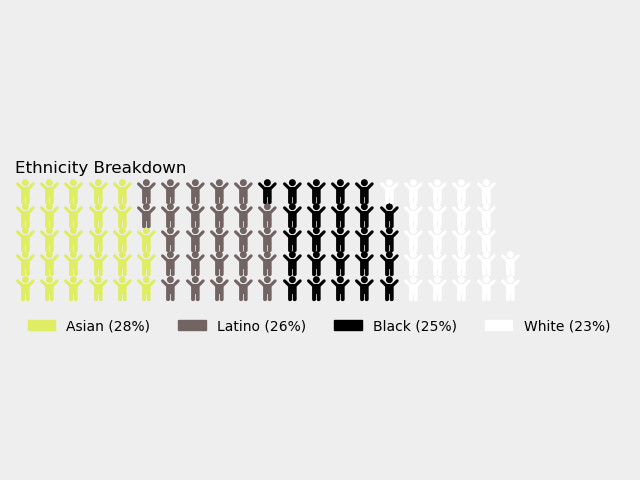 Ethnicity Breakdown
Asian (28%) Latino (26%) Black (25%) White (23%)